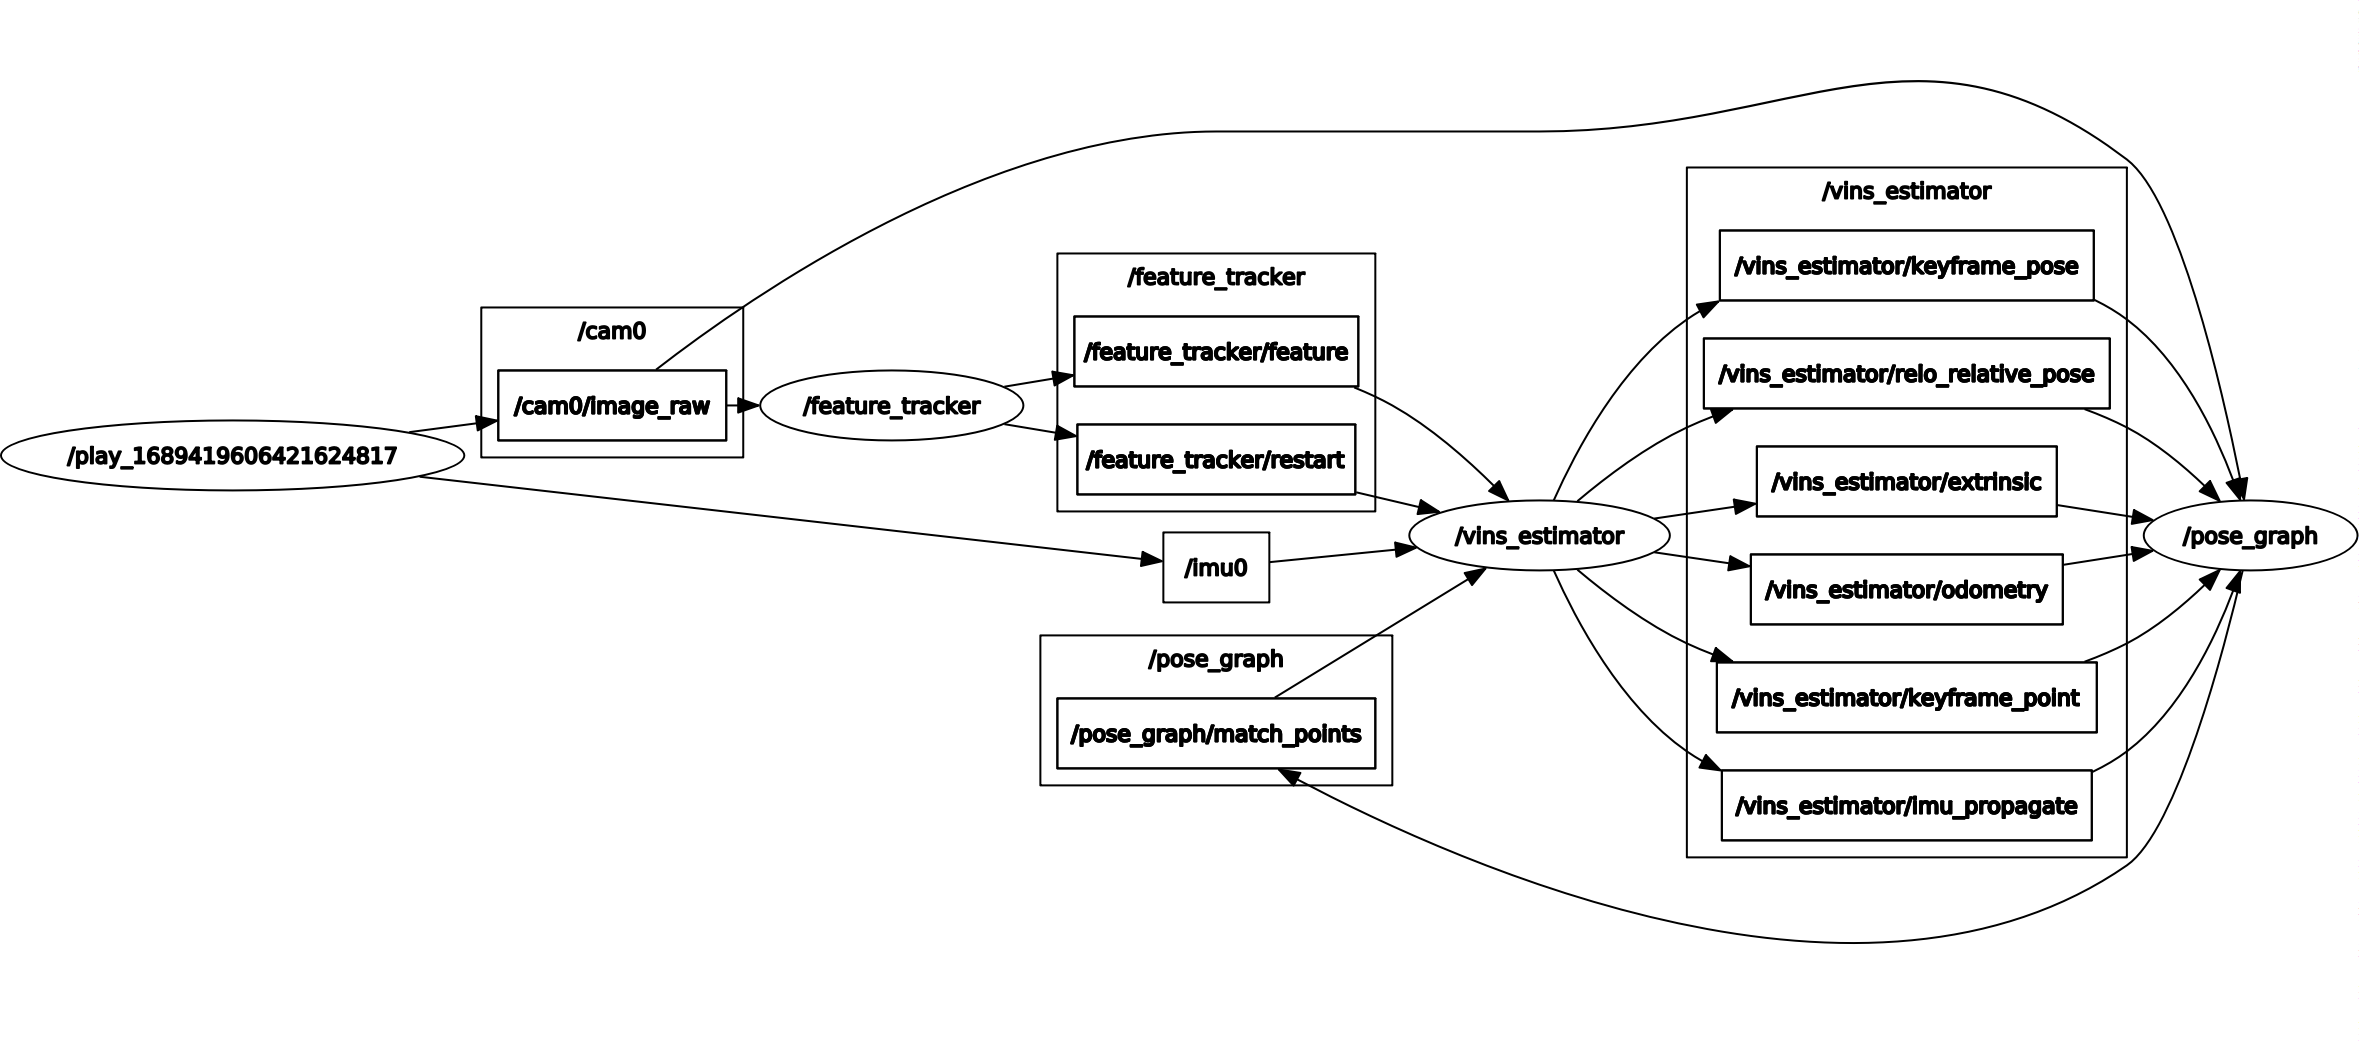 /play_1689419606421624817
/cam0
/cam0/image_raw
/feature_tracker
/feature_tracker
/feature_tracker/feature
/feature_tracker/restart
/imu0
/pose_graph
/pose_graph/match_points
/vins_estimator
/vins_estimator
/vins_estimator/keyframe_pose
/vins_estimator/relo_relative_pose
/vins_estimator/extrinsic
/vins_estimator/odometry
/vins_estimator/keyframe_point
/vins_estimator/imu_propagate
/pose_graph